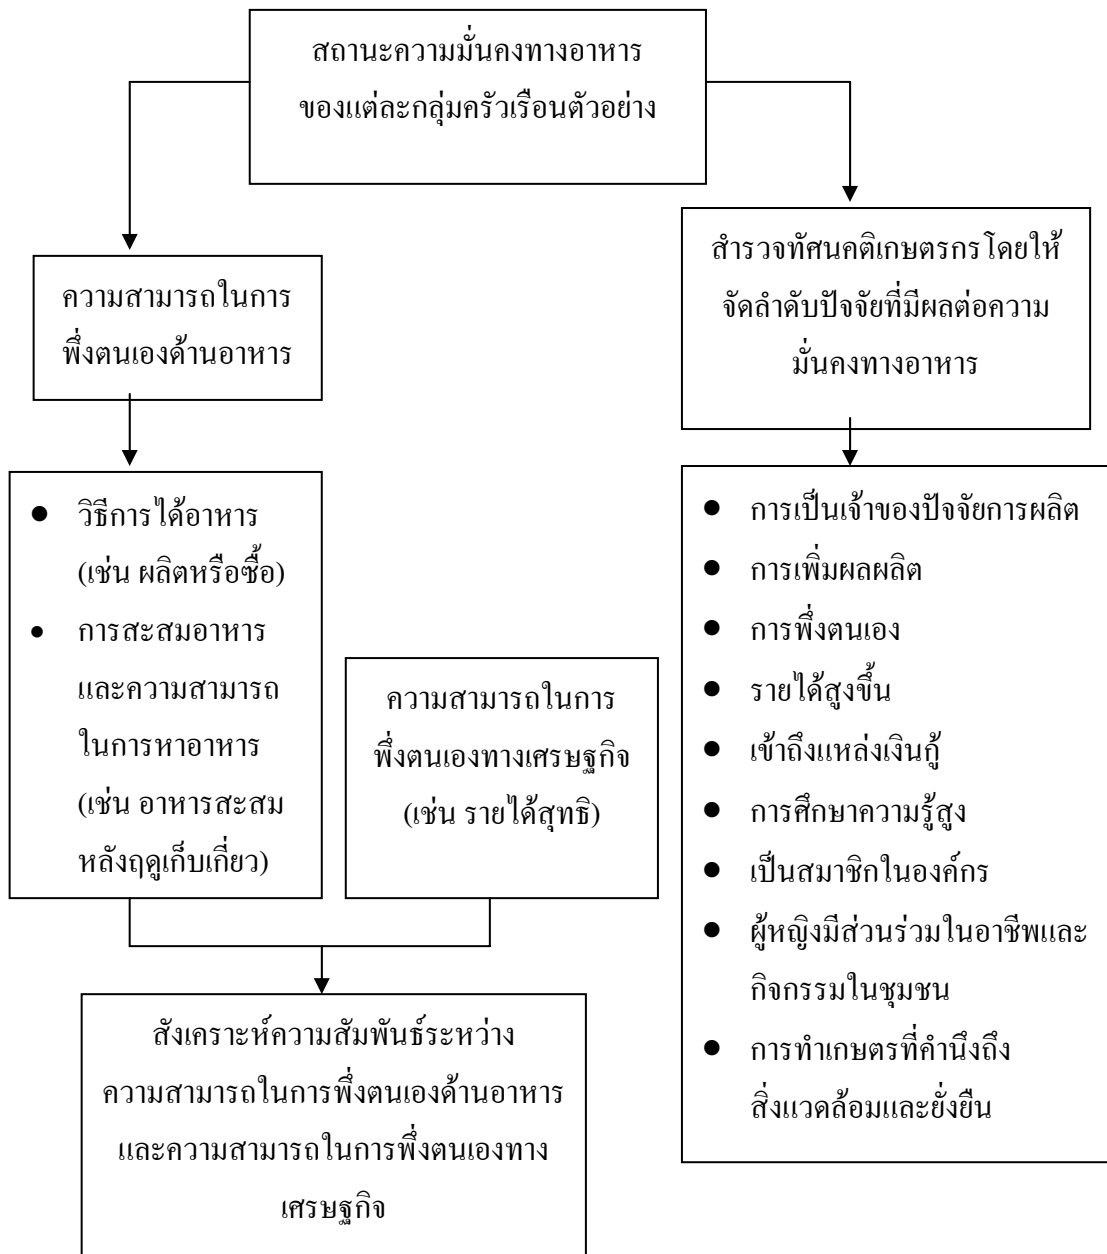 สถานะความมั่นคงทางอาหาร
ของแต่ละกลุ่มครัวเรือนตัวอย่าง
ความสามารถในการ
พึ่งตนเองด้านอาหาร
สำรวจทัศนคติเกษตรกรโดยให้
จัดลำดับปัจจัยที่มีผลต่อความ
มั่นคงทางอาหาร
● วิธีการได้อาหาร
(เช่น ผลิตหรือซื้อ)
● การสะสมอาหาร
และความสามารถ
ในการหาอาหาร
(เช่น อาหารสะสม
หลังฤดูเก็บเกี่ยว)
ความสามารถในการ
พึ่งตนเองทางเศรษฐกิจ
(เช่น รายได้สุทธิ)
● การเป็นเจ้าของปัจจัยการผลิต
● การเพิ่มผลผลิต
● การพึ่งตนเอง
● รายได้สูงขึ้น
● เข้าถึงแหล่งเงินกู้
● การศึกษาความรู้สูง
● เป็นสมาชิกในองค์กร
● ผู้หญิงมีส่วนร่วมในอาชีพและ
กิจกรรมในชุมชน
● การทำเกษตรที่คำนึงถึง
สิ่งแวดล้อมและยั่งยืน
สังเคราะห์ความสัมพันธ์ระหว่าง
ความสามารถในการพึ่งตนเองด้านอาหาร
และความสามารถในการพึ่งตนเองทาง
เศรษฐกิจ